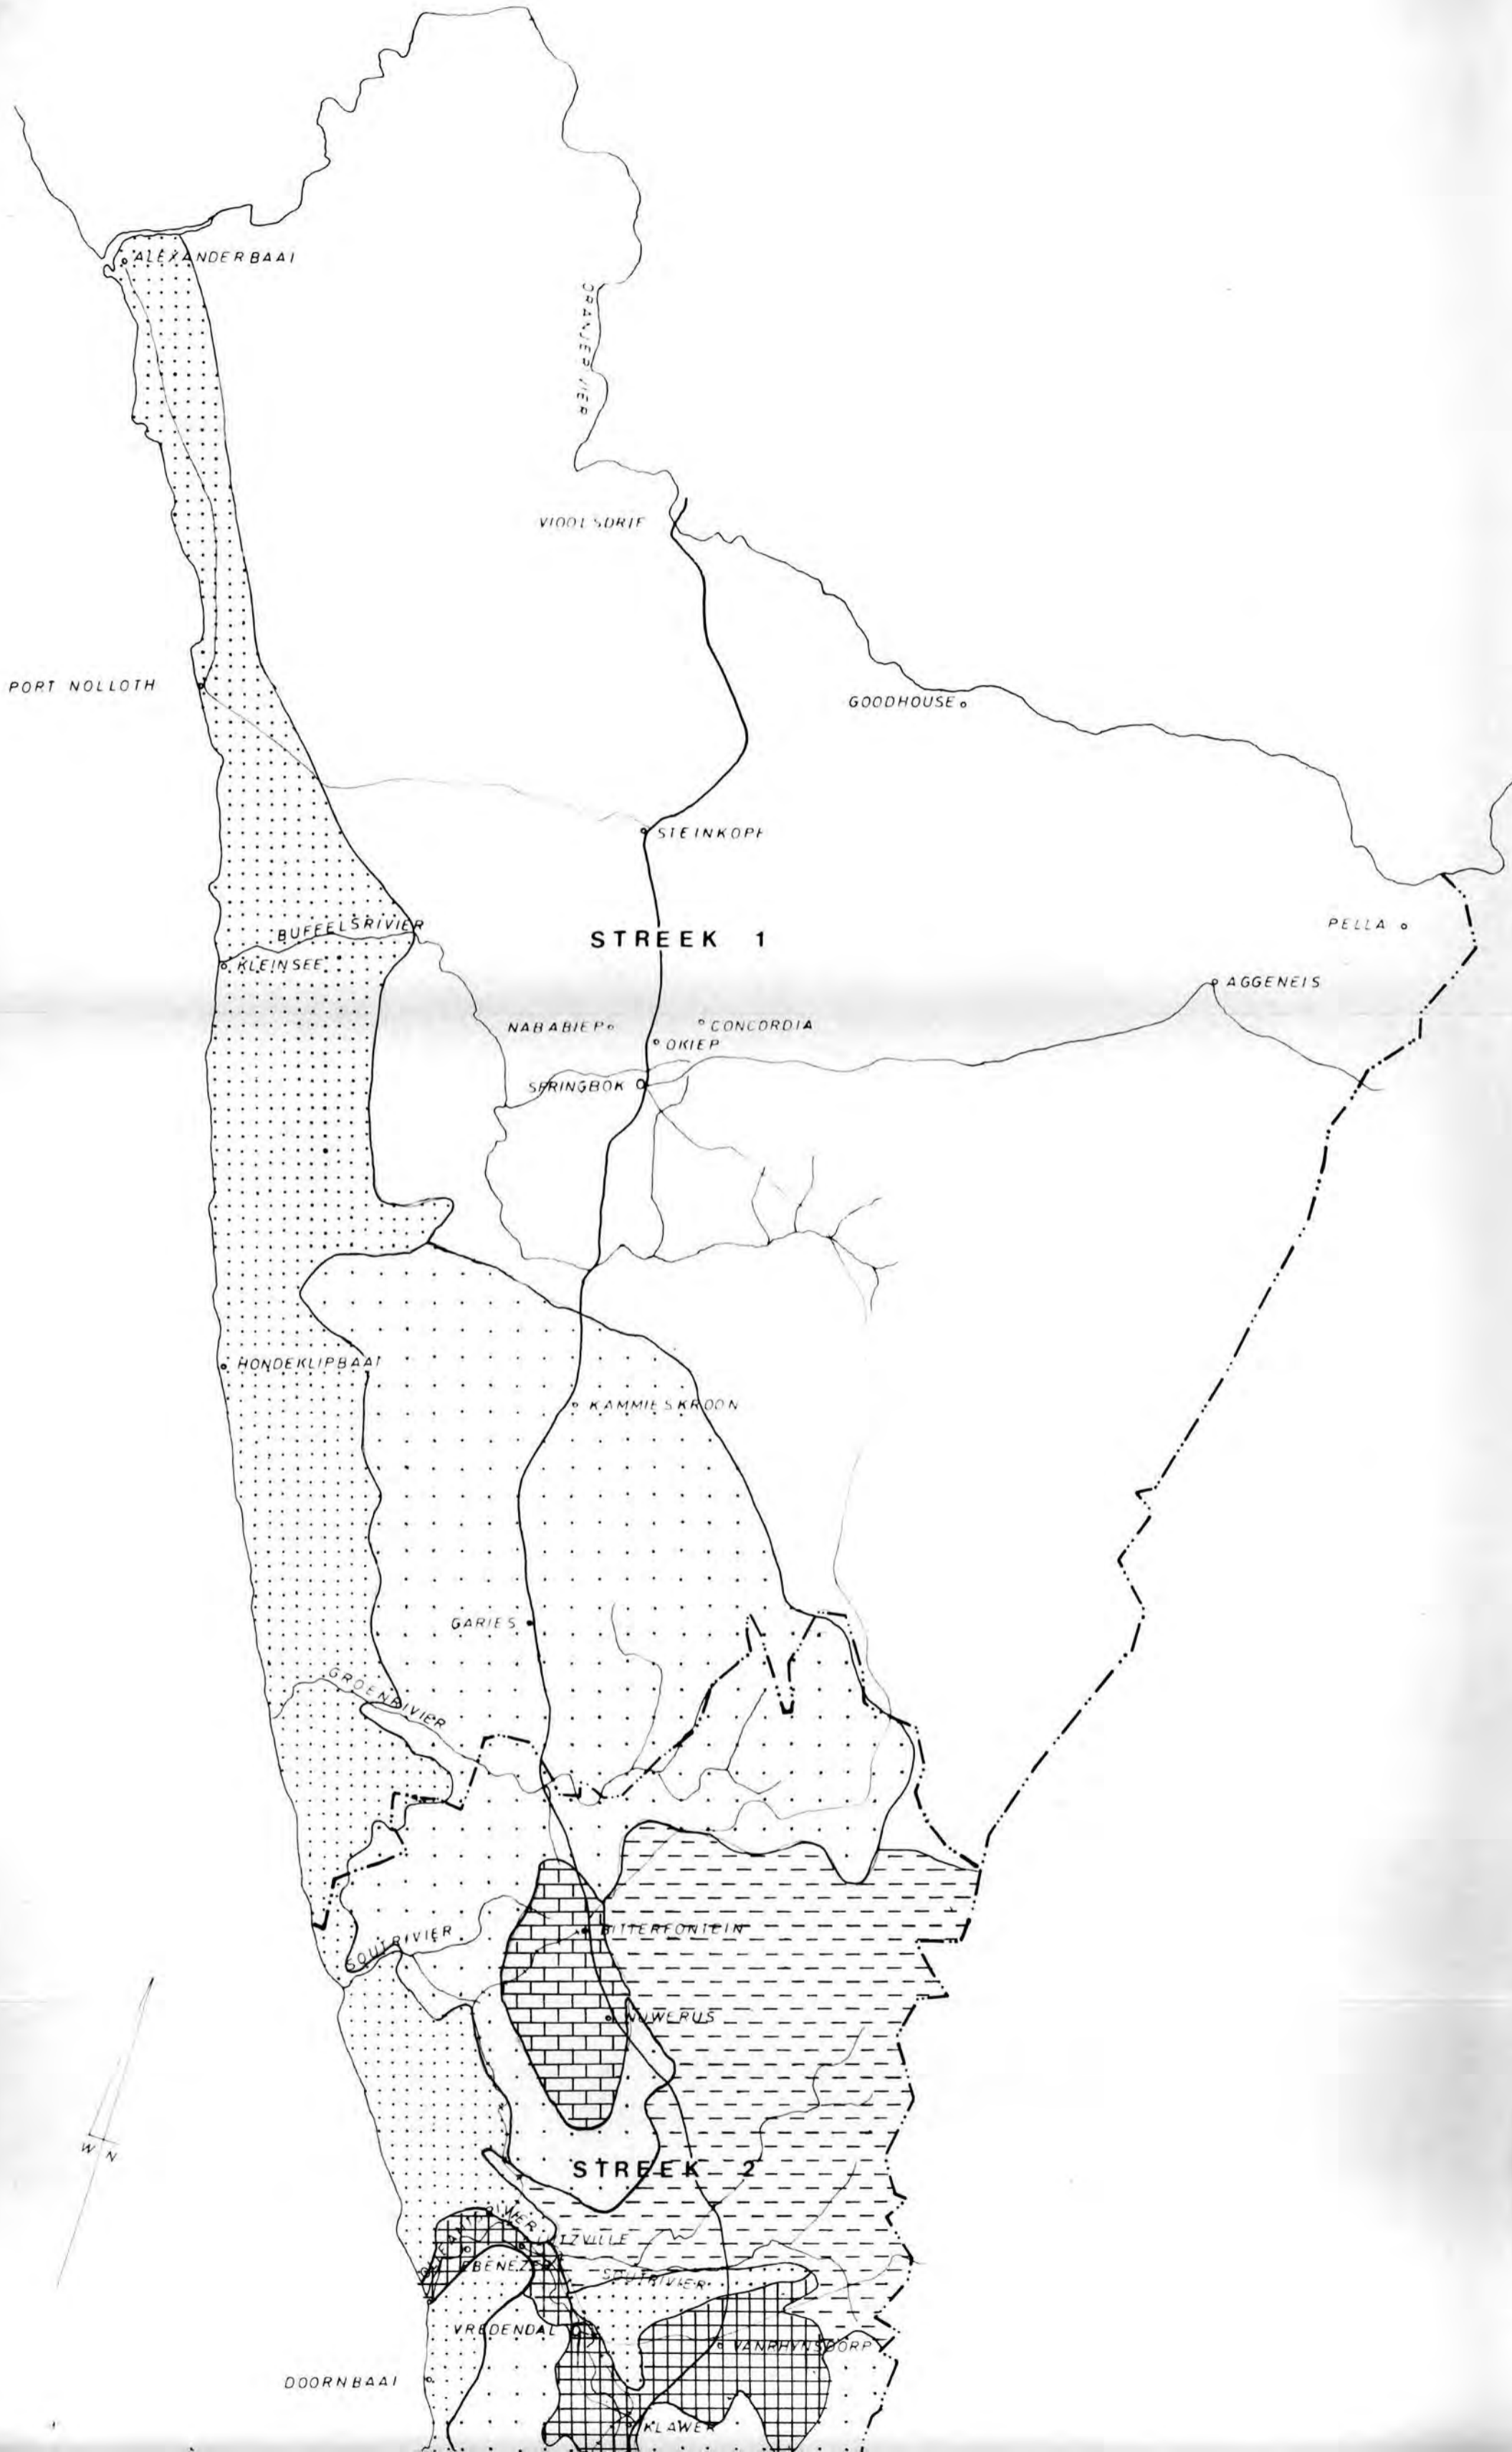 ALEXANDERBAAI
ORANJERIVIER
VIOOLSDRIF
PORT NOLLOTH
GOODHOUSE
STEINKOPF
BUFFELSRIVIER
PELLA
STREEK 1
KLEINSEE
AGGENEIS
NABABIEP
CONCORDIA
OKIEP
SPRINGBOK
HONDEKLIPBAAI
KAMMIESKROON
GARIES
GROENRIVIER
SOUTRIVIER
BITTERFONTEIN
NUWERUS
W N
STREEK 2
LUTZVILLE
EBENEZER
SOUTRIVIER
VREDENDAL
VANRHYNSDORP
DOORNBAAI
KLAWER